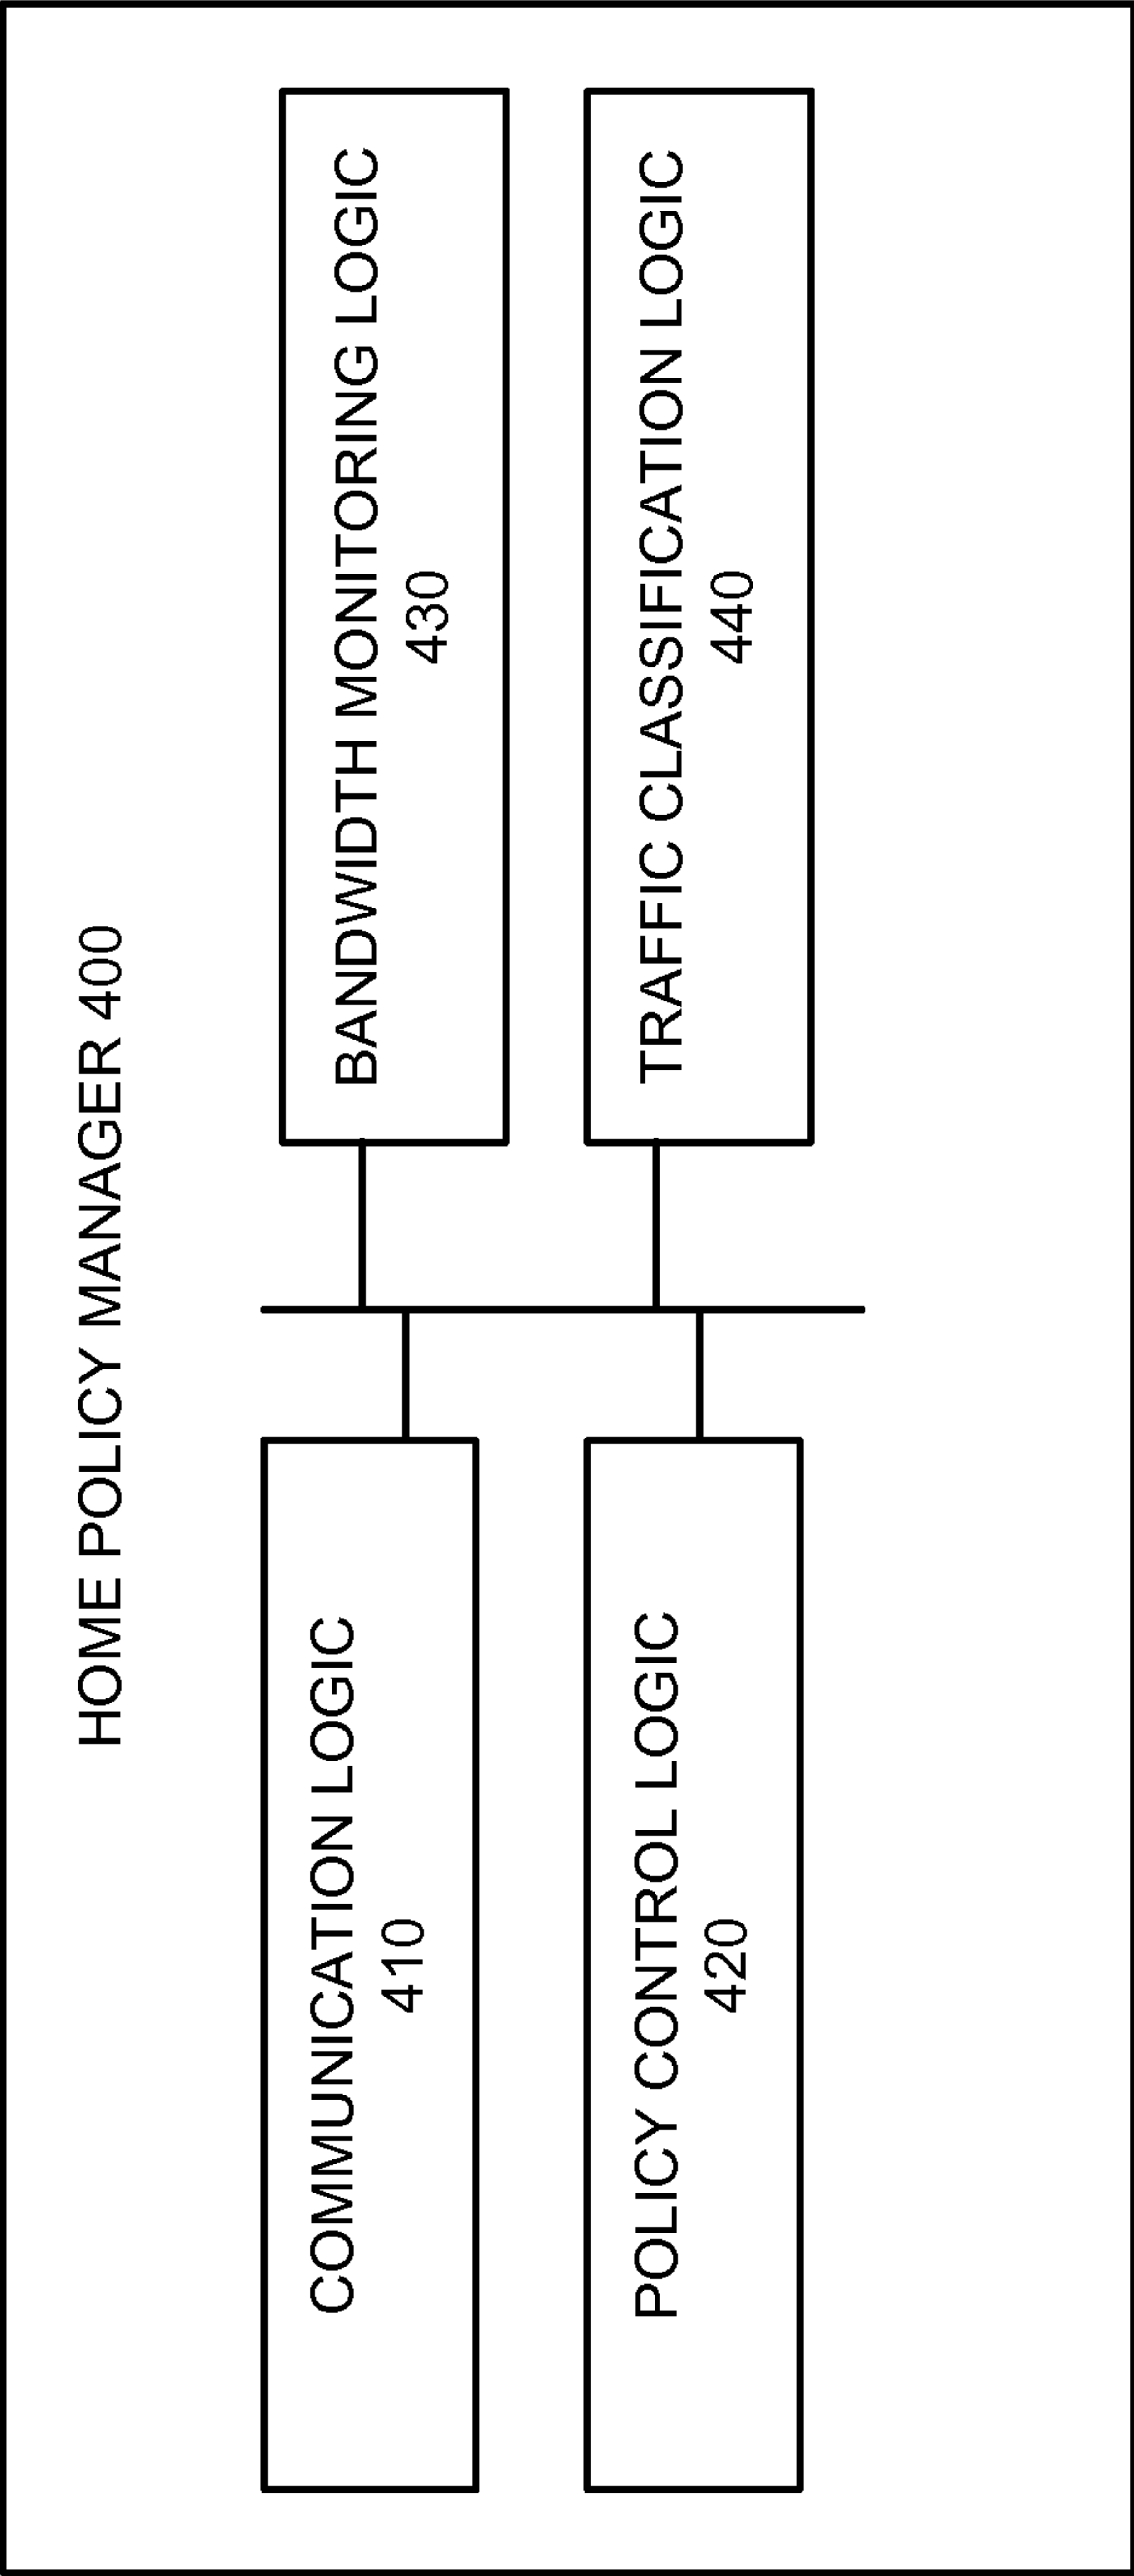 HOME POLICY MANAGER 400
COMMUNICATION LOGIC
410
BANDWIDTH MONITORING LOGIC
430
POLICY CONTROL LOGIC
420
TRAFFIC CLASSIFICATION LOGIC
440